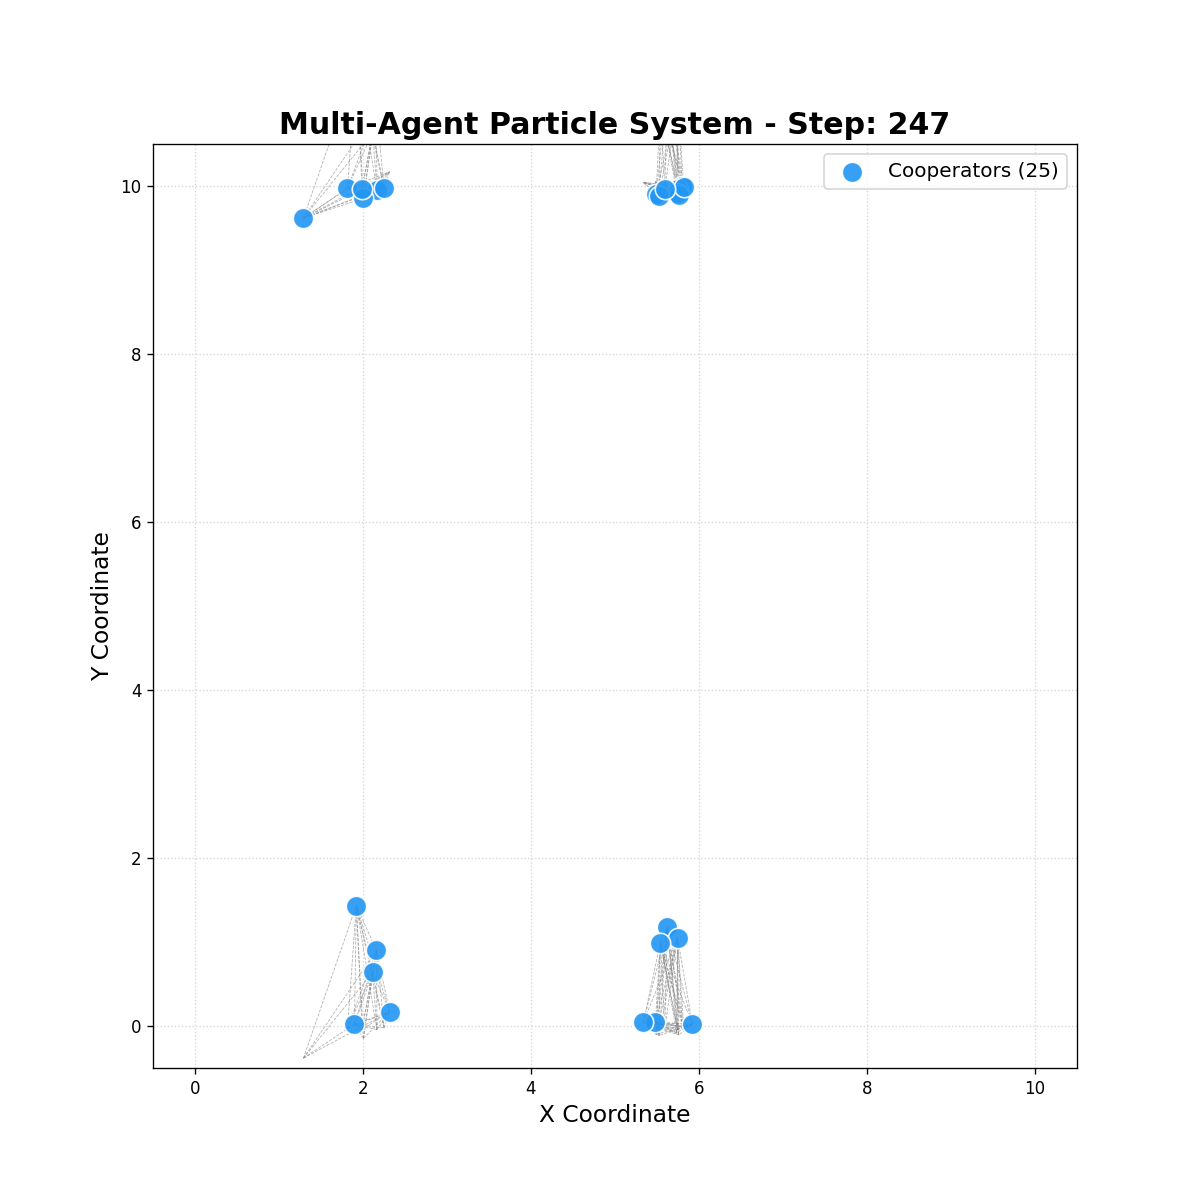 Multi-Agent Particle System - Step: 247
Cooperators (25)
10
8
6
4
2
0
Y Coordinate
0 2 4 6 8 10
X Coordinate